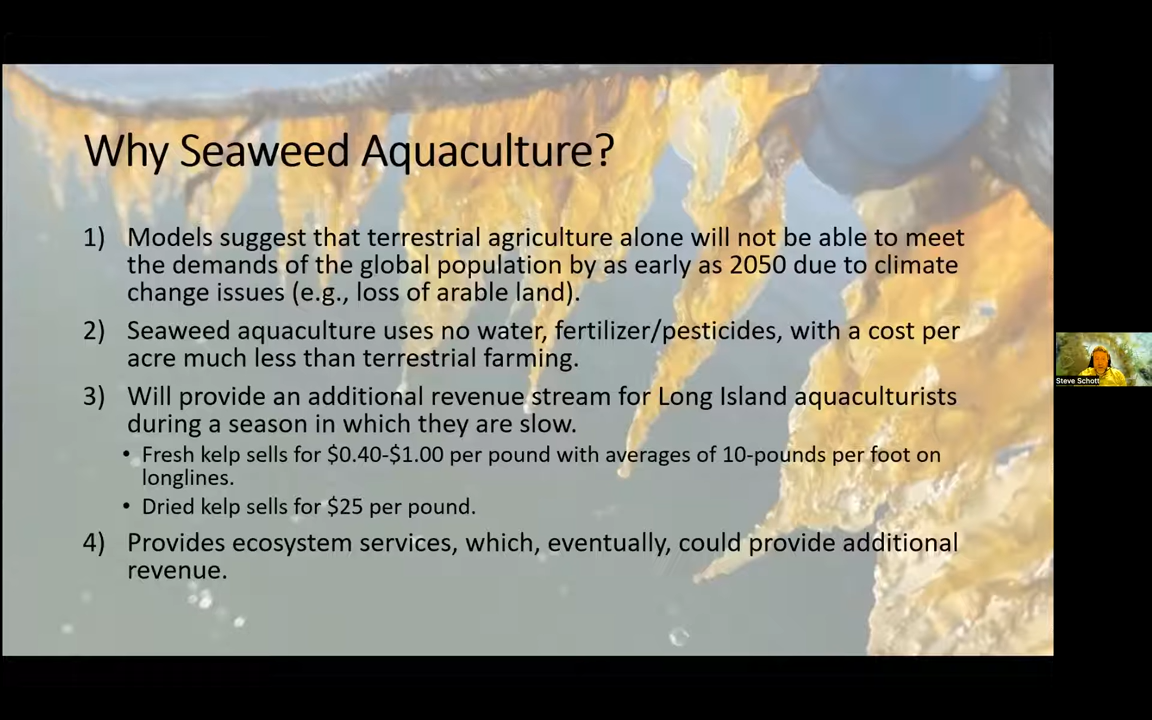 Why Seaweed Aquaculture?
1) Models suggest that terrestrial agriculture alone will not be able to meet
the demands of the global population by as early as 2050 due to climate
change issues (e.g., loss of arable land).
2) Seaweed aquaculture uses no water, fertilizer/pesticides, with a cost per
acre much less than terrestrial farming.
3) Will provide an additional revenue stream for Long Island aquaculturists
during a season in which they are slow.
• Fresh kelp sells for $0.40-$1.00 per pound with averages of 10-pounds per foot on
longlines.
• Dried kelp sells for $25 per pound.
4) Provides ecosystem services, which, eventually, could provide additional
revenue.
Steve Schott